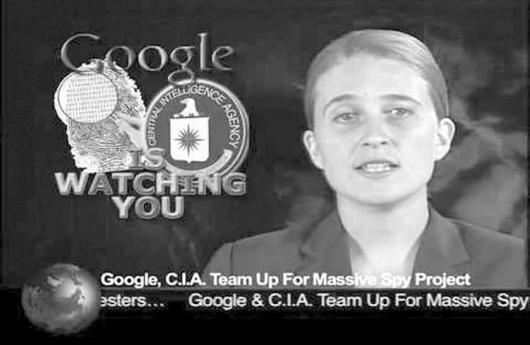 Google
CENTRAL INTELLIGENCE AGENCY
IS
WATCHING
YOU
Google, C.I.A. Team Up For Massive Spy Project
esters... Google & C.I.A. Team Up For Massive Spy